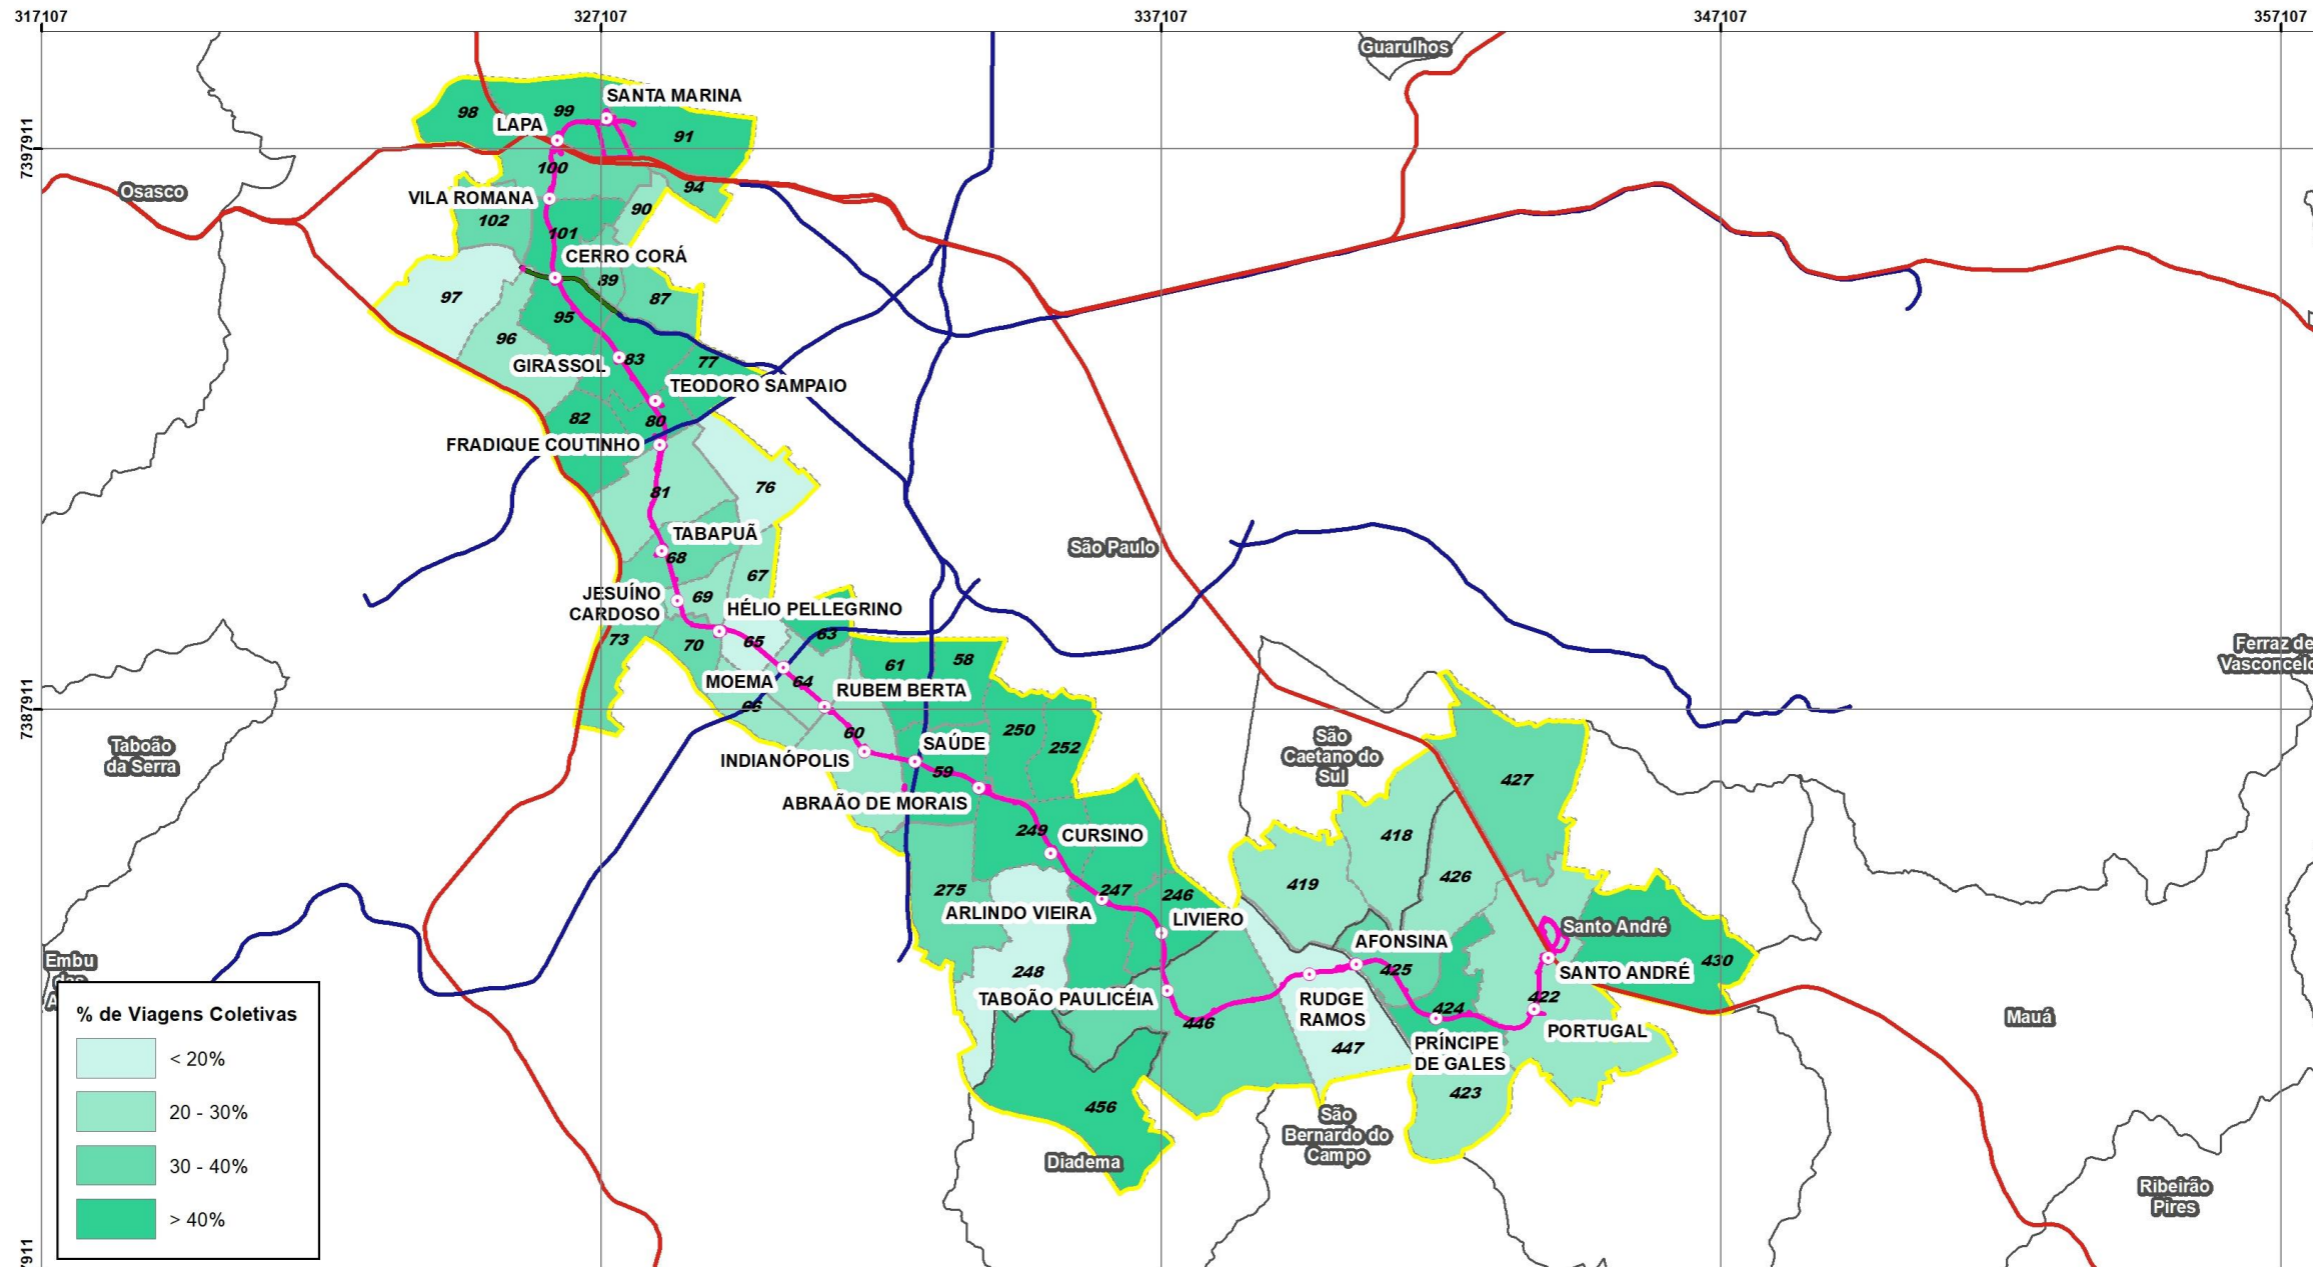 317107
327107
337107
347107
357107
7397911
7387911
Guarulhos
Osasco
SANTA MARINA
98
99
LAPA
91
100
94
VILA ROMANA
90
102
101
CERRO CORÁ
89
97
87
95
96
83
GIRASSOL
77
TEODORO SAMPAIO
82
80
FRADIQUE COUTINHO
81
76
TABAPUÃ
68
São Paulo
67
JESUÍNO
CARDOSO
69
HÉLIO PELLEGRINO
73
70
65
63
61
58
MOEMA
64
RUBEM BERTA
66
60
250
252
INDIANÓPOLIS
SAÚDE
59
ABRAÃO DE MORAIS
249
CURSINO
275
247
246
ARLINDO VIEIRA
LIVIERO
248
TABOÃO PAULICÉIA
446
456
Diadema
Taboão
da Serra
São
Caetano do
Sul
427
418
419
426
Ferraz de
AFONSINA
425
Santo André
SANTO ANDRÉ
430
RUDGE
RAMOS
447
424
422
PRÍNCIPE
DE GALES
PORTUGAL
423
Mauá
São
Bernardo do
Campo
Ribeirão
Pires
Embu
% de Viagens Coletivas
< 20%
20 - 30%
30 - 40%
> 40%